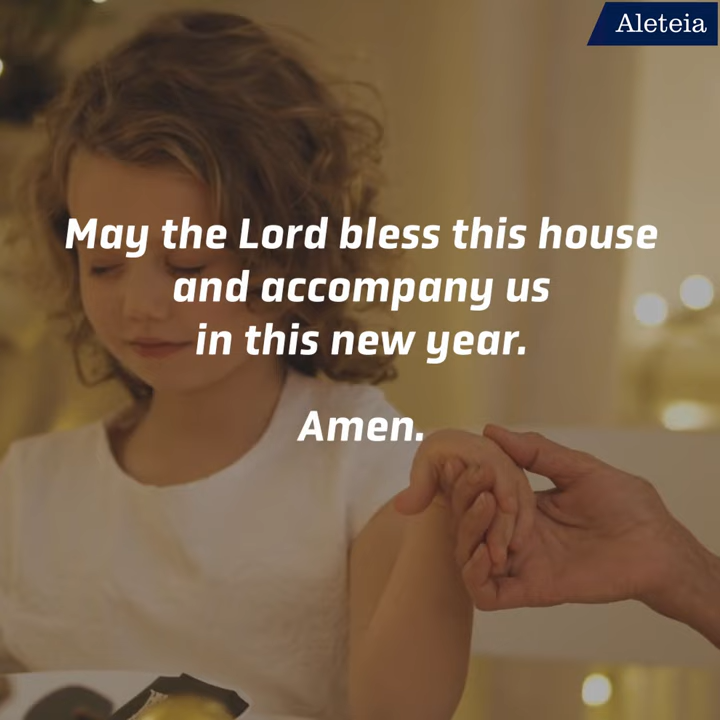 Aleteia
May the Lord bless this house
and accompany us
in this new year.
Amen.